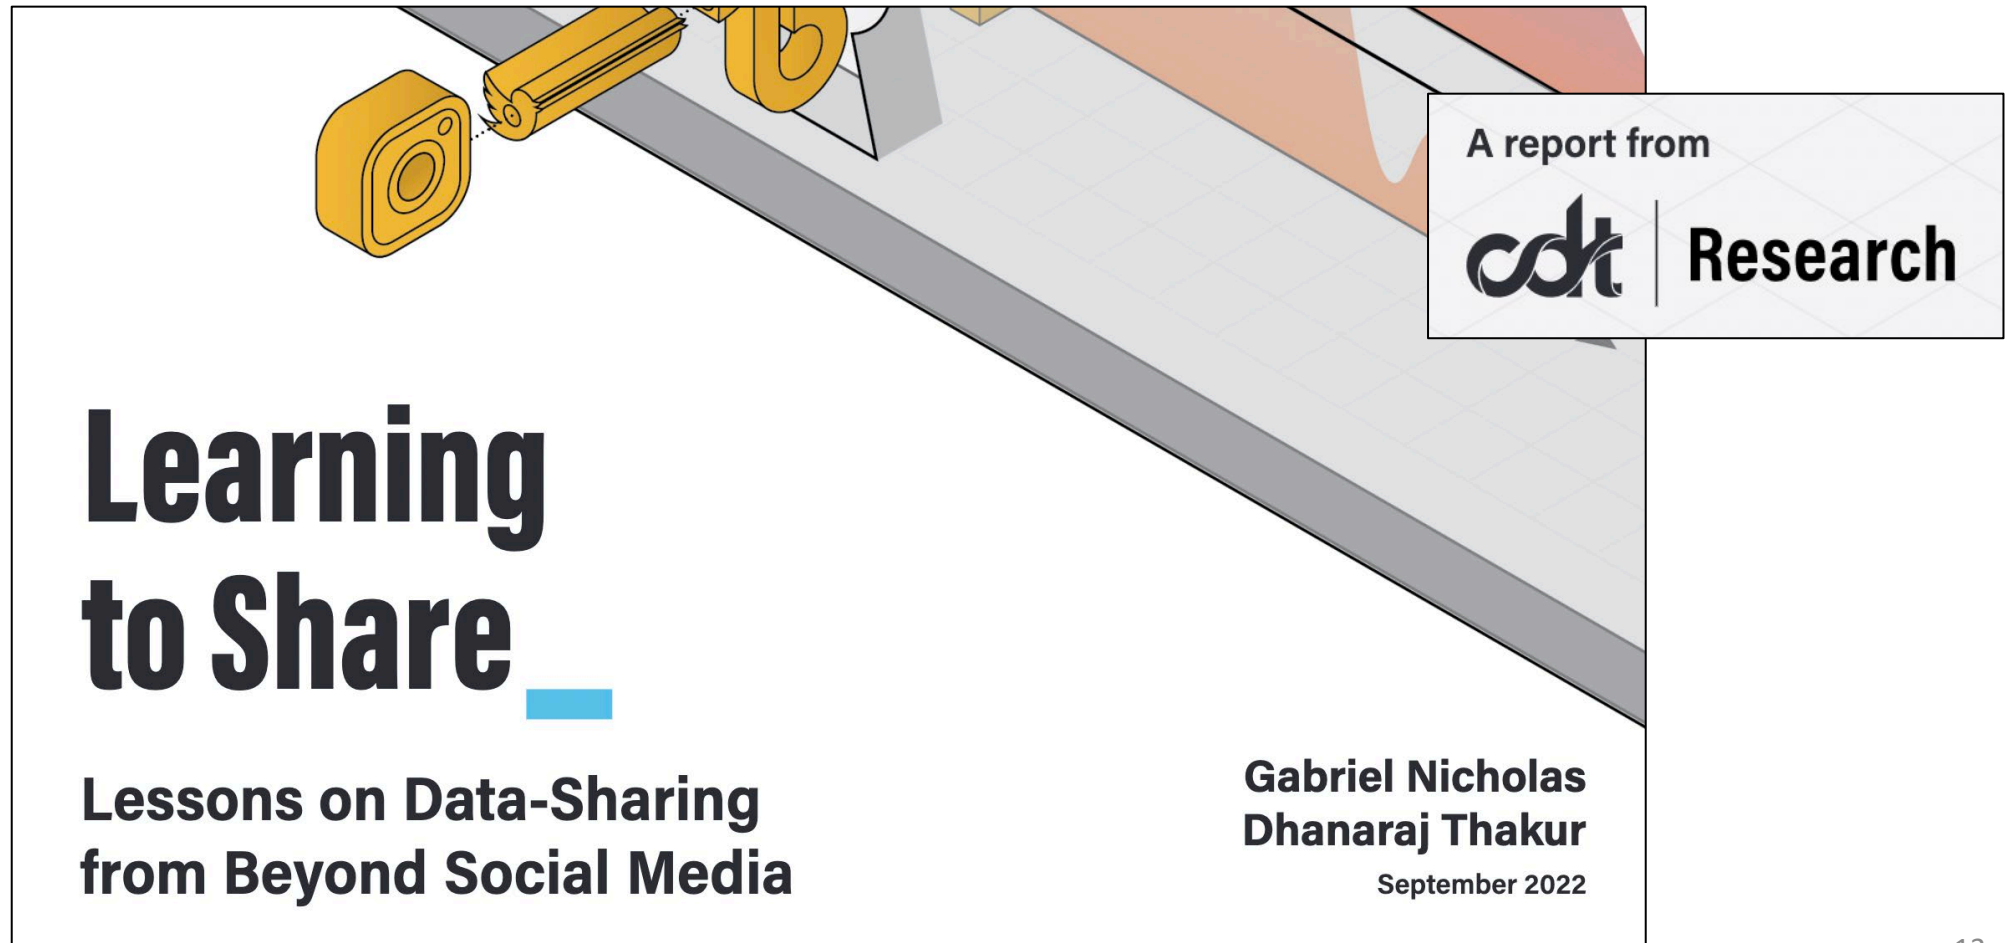 A report from
cdt | Research
Learning
to Share_
Lessons on Data-Sharing
from Beyond Social Media
Gabriel Nicholas
Dhanaraj Thakur
September 2022